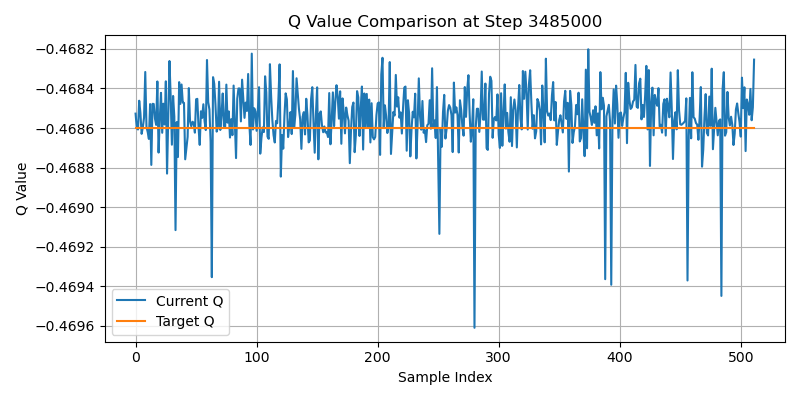 Q Value Comparison at Step 3485000
Q Value
−0.4682
−0.4684
−0.4686
−0.4688
−0.4690
−0.4692
−0.4694
−0.4696
Current Q
Target Q
0 100 200 300 400 500
Sample Index